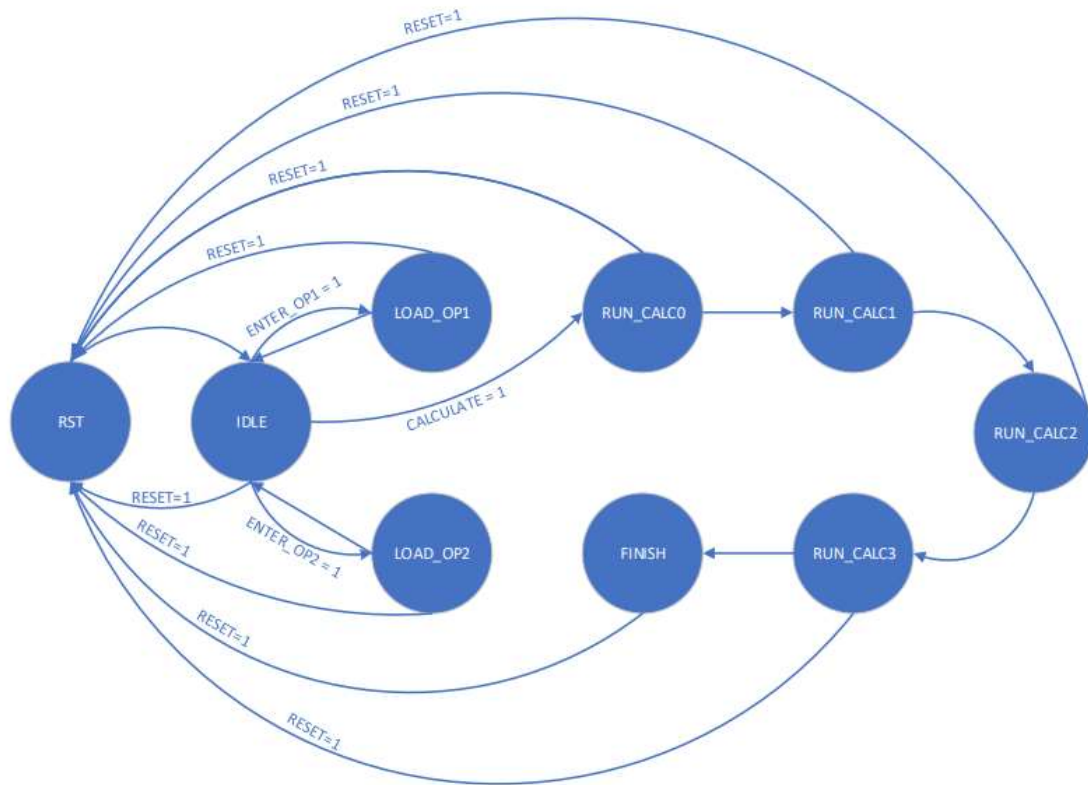 RESET=1
RESET=1
RESET=1
RESET=1
ENTER_OP1 = 1
LOAD_OP1
RUN_CALC0
RUN_CALC1
CALCULATE = 1
RST
IDLE
RUN_CALC2
RESET=1
ENTER_OP2 = 1
LOAD_OP2
FINISH
RUN_CALC3
RESET=1
RESET=1
RESET=1